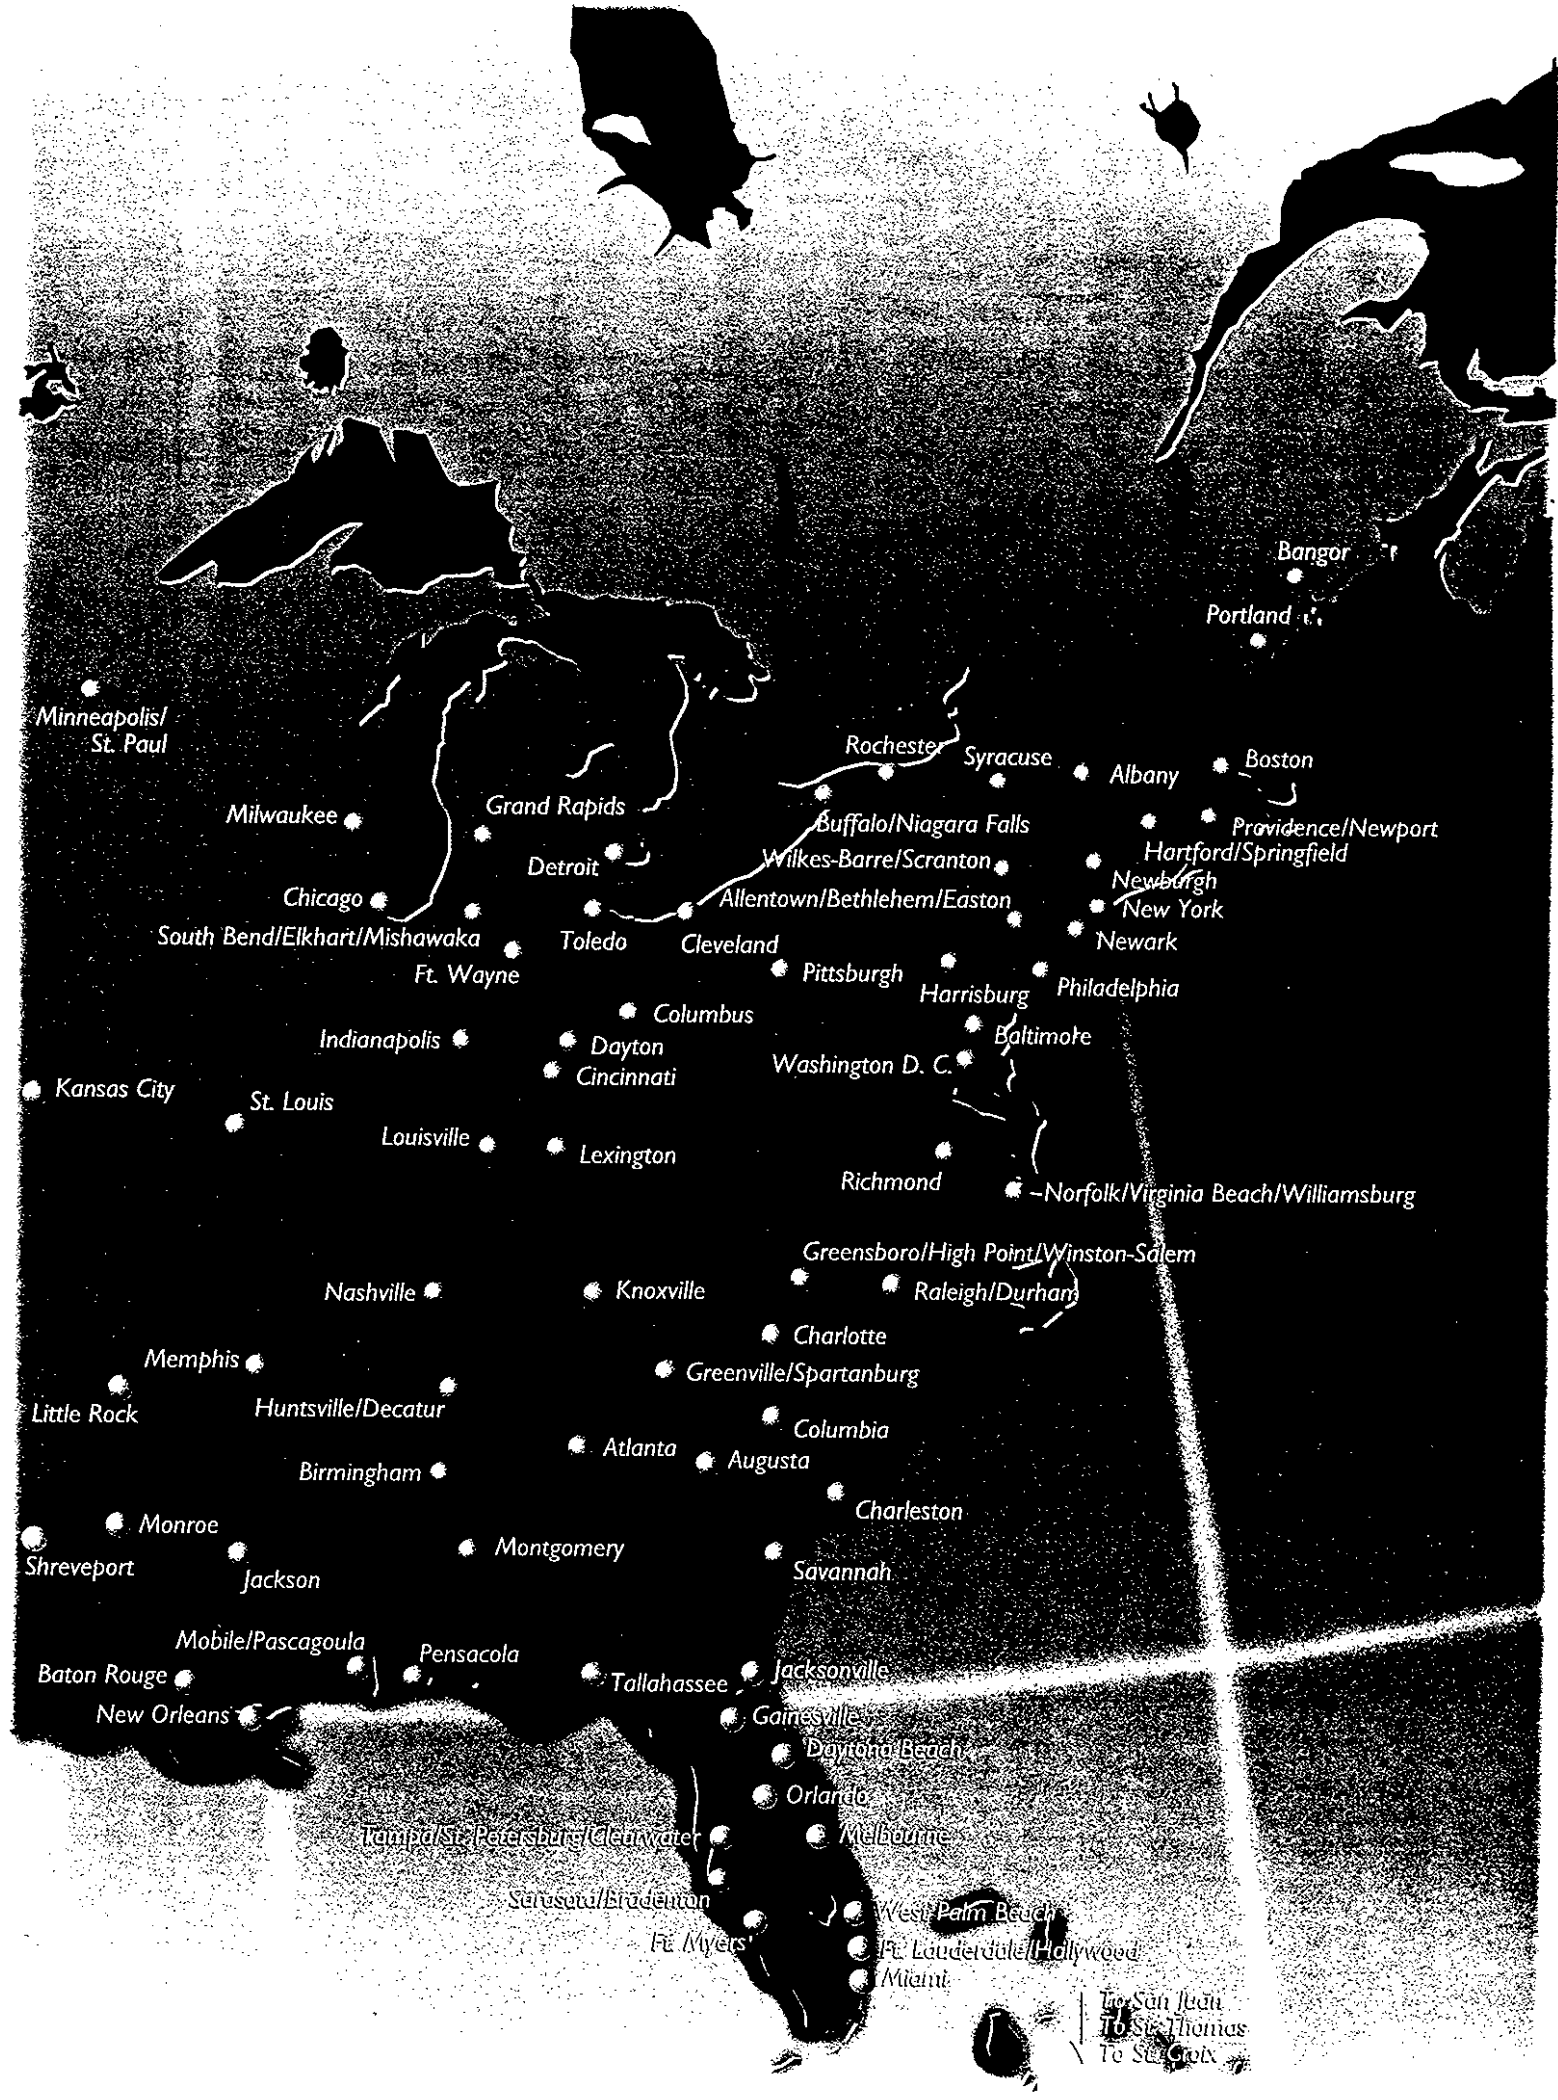 Bangor
Portland
Minneapolis/
St. Paul
Rochester
Syracuse
Albany
Boston
Milwaukee
Grand Rapids
Buffalo/Niagara Falls
Providence/Newport
Detroit
Wilkes-Barre/Scranton
Hartford/Springfield
Newburgh
Chicago
Allentown/Bethlehem/Easton
New York
South Bend/Elkhart/Mishawaka
Toledo
Cleveland
Newark
Ft. Wayne
Pittsburgh
Harrisburg
Philadelphia
Columbus
Indianapolis
Dayton
Baltimore
Cincinnati
Washington D. C.
Kansas City
St. Louis
Louisville
Lexington
Richmond
Norfolk/Virginia Beach/Williamsburg
Greensboro/High Point/Winston-Salem
Nashville
Knoxville
Raleigh/Durham
Charlotte
Memphis
Greenville/Spartanburg
Little Rock
Huntsville/Decatur
Columbia
Atlanta
Augusta
Birmingham
Charleston
Monroe
Montgomery
Shreveport
Jackson
Savannah
Mobile/Pascagoula
Pensacola
Baton Rouge
Tallahassee
Jacksonville
New Orleans
Gainesville
Daytona Beach
Orlando
Tampa/St. Petersburg/Clearwater
Melbourne
Sarasota/Bradenton
West Palm Beach
Ft. Myers
Ft. Lauderdale/Hollywood
Miami
To San Juan
To St. Thomas
To St. Croix